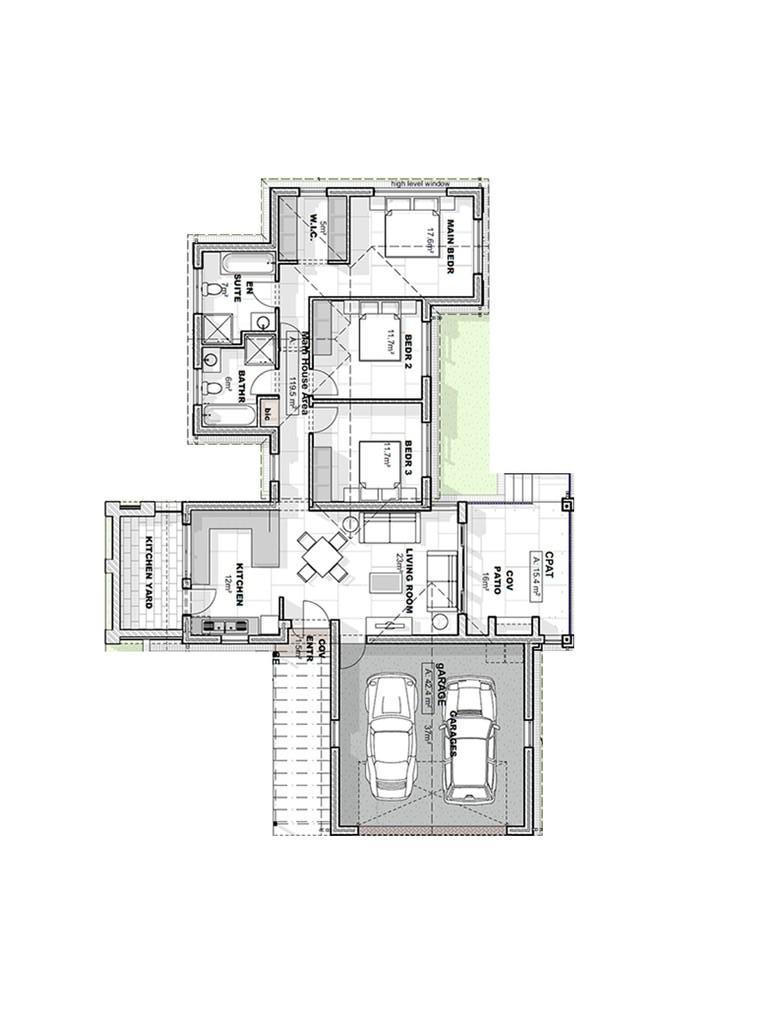 high level window
MAIN BEDR
17.6m²
W.I.C.
5m²
EN
SUITE
7m²
BEDR 2
11.7m²
Main House Area
A:
119.5 m²
BATHR
6m²
bic
BEDR 3
11.7m²
KITCHEN YARD
KITCHEN
12m²
LIVING ROOM
23m²
CPAT
A: 15.4 m²
COV
PATIO
16m²
COV
ENTR
1.5m²
gARAGE
A: 42.4 m²
GARAGES
37m²